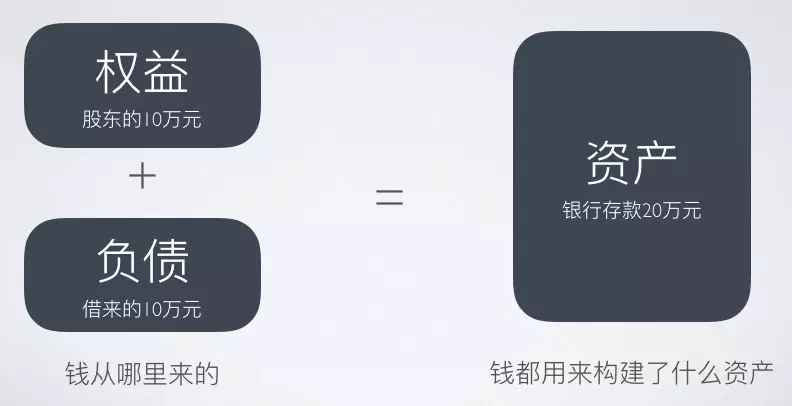 权益
股东的10万元
+
负债
借来的10万元
钱从哪里来的
=
资产
银行存款20万元
钱都用来构建了什么资产